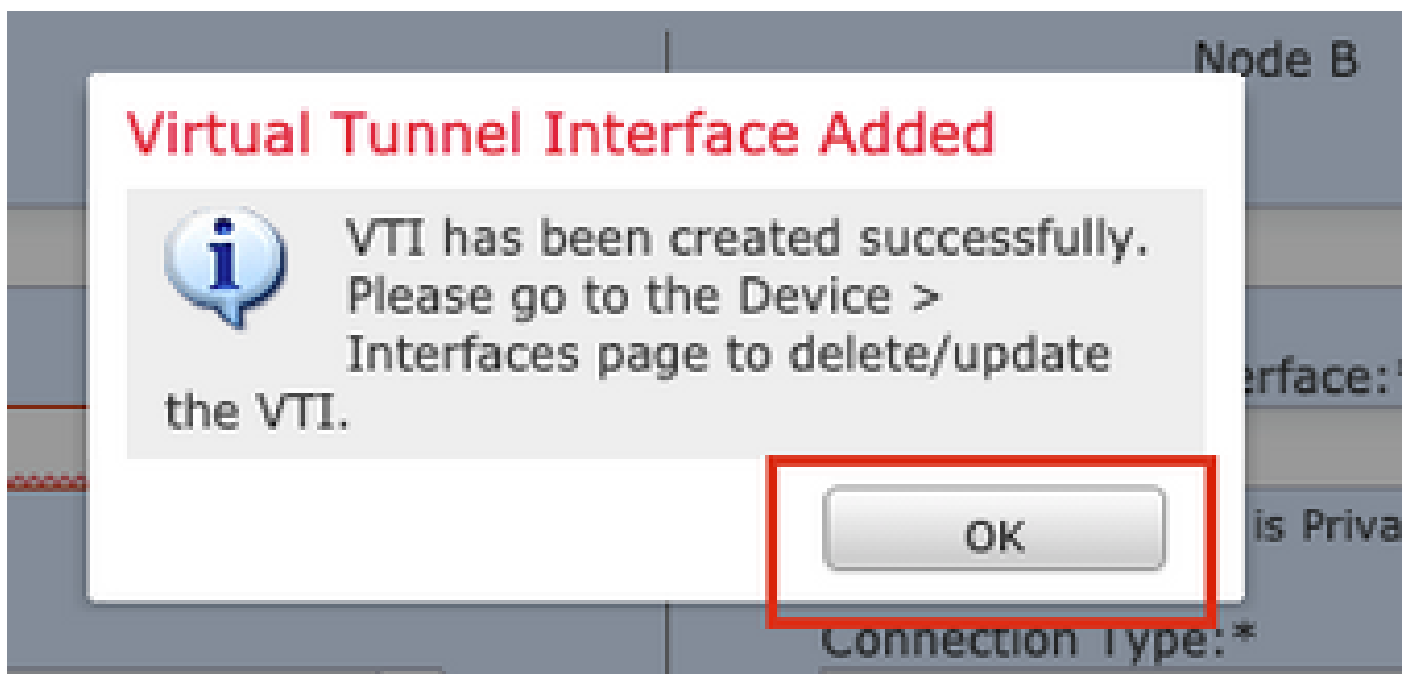 Node B
Virtual Tunnel Interface Added
VTI has been created successfully.
Please go to the Device >
Interfaces page to delete/update
the VTI.
erface:*
OK
is Priva
Connection Type:*